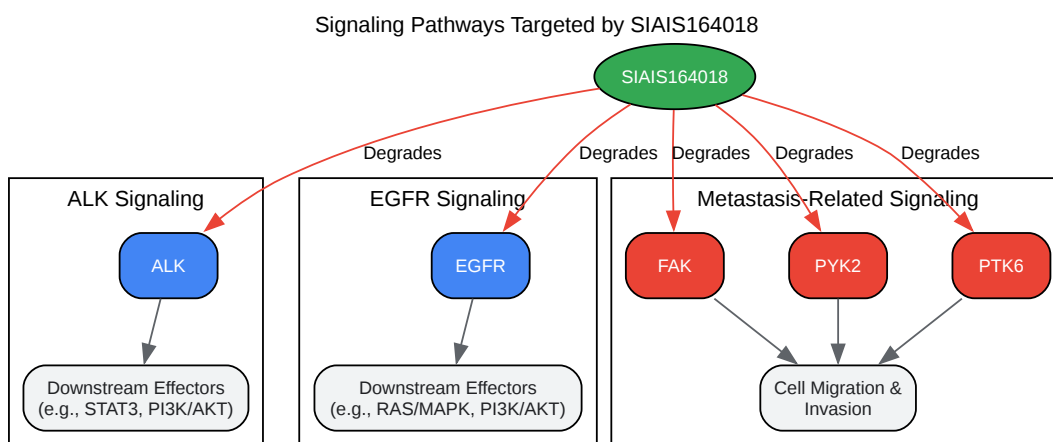 Signaling Pathways Targeted by SIAIS164018
SIAIS164018
Degrades
Degrades
Degrades
Degrades
Degrades
ALK Signaling
EGFR Signaling
Metastasis-Related Signaling
ALK
EGFR
FAK
PYK2
PTK6
Downstream Effectors
(e.g., STAT3, PI3K/AKT)
Downstream Effectors
(e.g., RAS/MAPK, PI3K/AKT)
Cell Migration &
Invasion